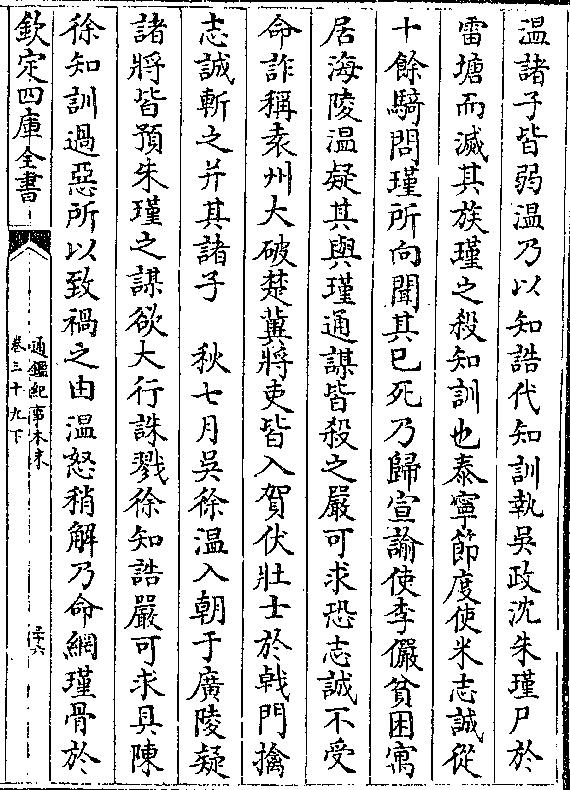 温諸子皆弱温乃以知誥代知訓執吳政沈朱瑾尸於
雷塘而滅其族瑾之殺知訓也泰寧節度使米志誠從
十餘騎問瑾所向聞其已死乃歸宣諭使李儼貧困寓
居海陵温疑其與瑾通謀皆殺之嚴可求恐志誠不受
命詐稱袁州大破楚兾將吏皆入賀伏壯士於戟門擒
志誠斬之并其諸子　秋七月吳徐温入朝于廣陵疑
諸將皆預朱瑾之謀欲大行誅戮徐知誥嚴可求具陳
徐知訓過惡所以致禍之由温怒稍解乃命網瑾骨於
欽定四庫全書
通鑑紀事本末
卷三十九下